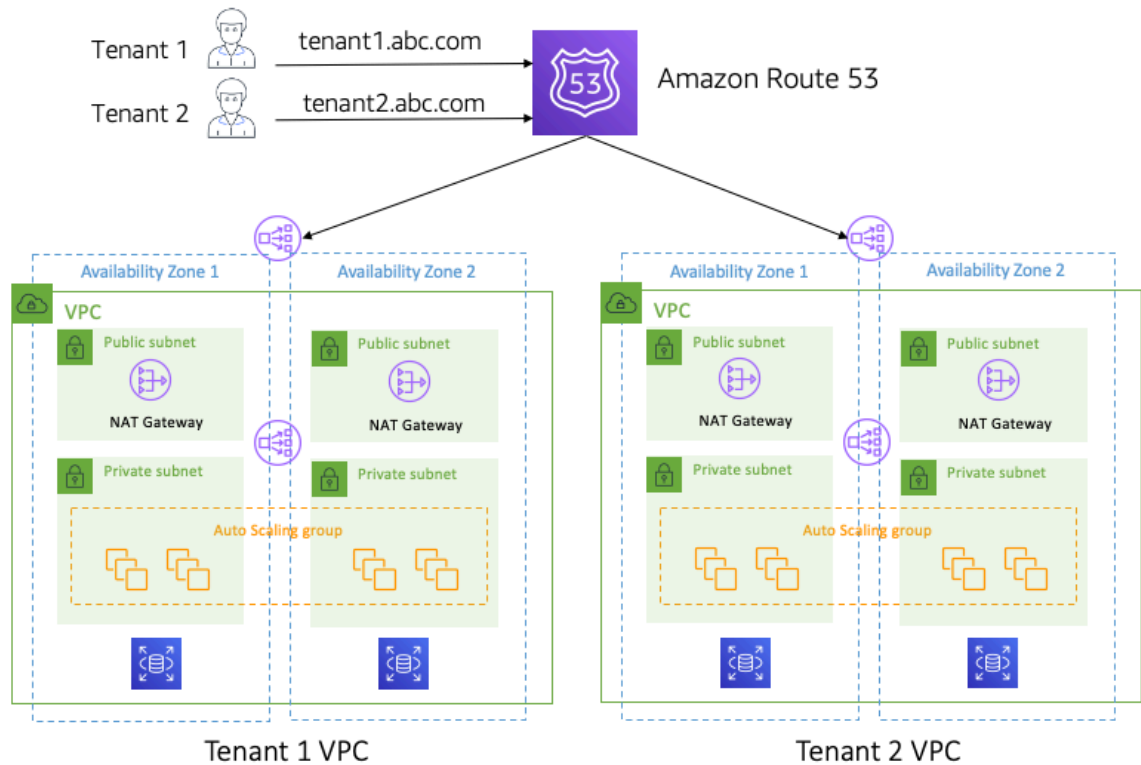 Tenant 1
tenant1.abc.com
Tenant 2
tenant2.abc.com
53
Amazon Route 53
Availability Zone 1
Availability Zone 2
VPC
Public subnet
NAT Gateway
Public subnet
NAT Gateway
Private subnet
Private subnet
Auto Scaling group
Tenant 1 VPC
Availability Zone 1
Availability Zone 2
VPC
Public subnet
NAT Gateway
Public subnet
NAT Gateway
Private subnet
Private subnet
Auto Scaling group
Tenant 2 VPC